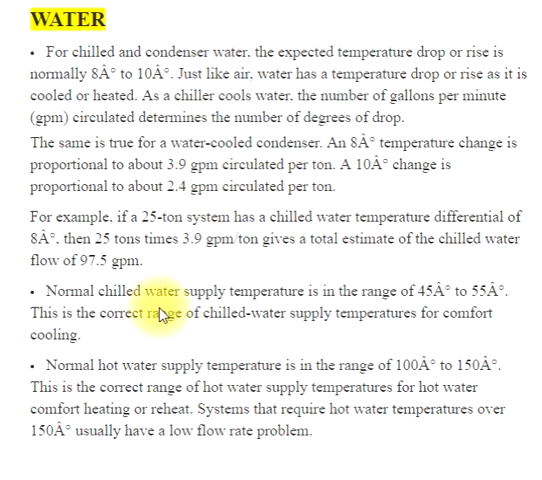 WATER
• For chilled and condenser water, the expected temperature drop or rise is
normally 8Â° to 10Â°. Just like air, water has a temperature drop or rise as it is
cooled or heated. As a chiller cools water, the number of gallons per minute
(gpm) circulated determines the number of degrees of drop.
The same is true for a water-cooled condenser. An 8Â° temperature change is
proportional to about 3.9 gpm circulated per ton. A 10Â° change is
proportional to about 2.4 gpm circulated per ton.
For example, if a 25-ton system has a chilled water temperature differential of
8Â°, then 25 tons times 3.9 gpm/ton gives a total estimate of the chilled water
flow of 97.5 gpm.
• Normal chilled water supply temperature is in the range of 45Â° to 55Â°.
This is the correct range of chilled-water supply temperatures for comfort
cooling.
• Normal hot water supply temperature is in the range of 100Â° to 150Â°.
This is the correct range of hot water supply temperatures for hot water
comfort heating or reheat. Systems that require hot water temperatures over
150Â° usually have a low flow rate problem.